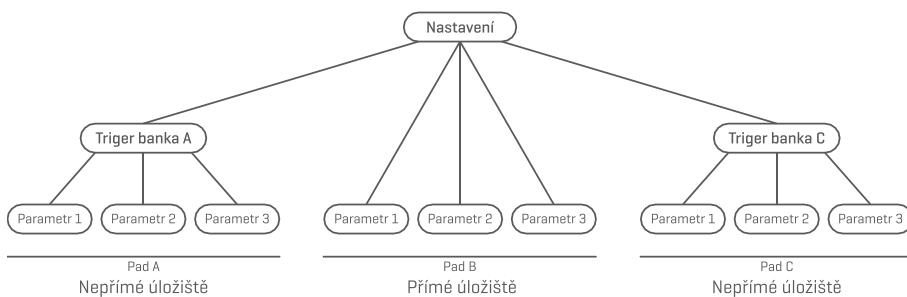 Nastavení
Triger banka A
Triger banka C
Parametr 1
Parametr 2
Parametr 3
Parametr 1
Parametr 2
Parametr 3
Parametr 1
Parametr 2
Parametr 3
Pad A
Pad B
Pad C
Nepřímé úložiště
Přímé úložiště
Nepřímé úložiště